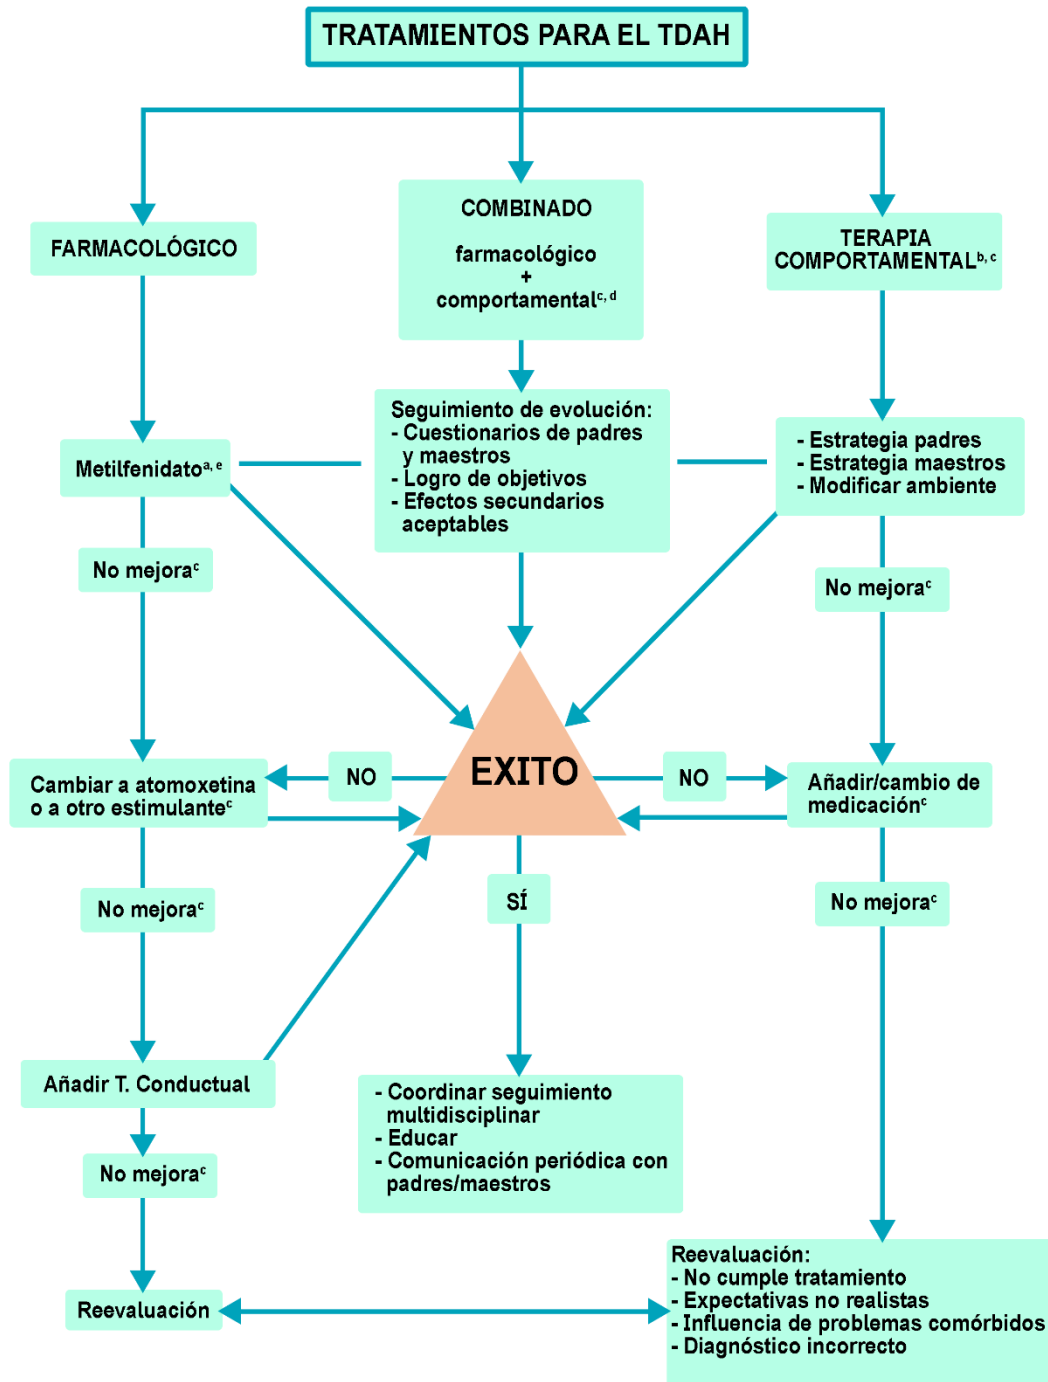 TRATAMIENTOS PARA EL TDAH
FARMACOLÓGICO
COMBINADO
farmacológico
+
comportamentalc, d
TERAPIA
COMPORTAMENTALb, c
Metilfenidatoa, e
Seguimiento de evolución:
- Cuestionarios de padres
y maestros
- Logro de objetivos
- Efectos secundarios
aceptables
- Estrategia padres
- Estrategia maestros
- Modificar ambiente
No mejorac
No mejorac
Cambiar a atomoxetina
o a otro estimulantec
NO
EXITO
NO
Añadir/cambio de
medicaciónc
No mejorac
SÍ
No mejorac
Añadir T. Conductual
- Coordinar seguimiento
multidisciplinar
- Educar
- Comunicación periódica con
padres/maestros
No mejorac
Reevaluación
Reevaluación:
- No cumple tratamiento
- Expectativas no realistas
- Influencia de problemas comórbidos
- Diagnóstico incorrecto